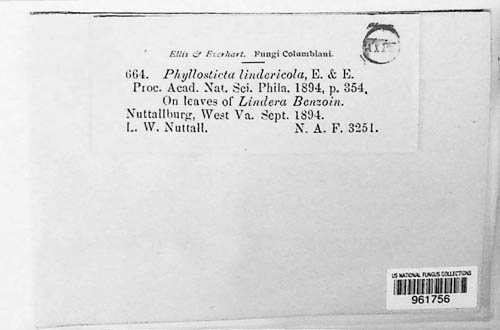 Ellis & Everhart. Fungi Columbiani.
664. Phyllosticta lindericola, E. & E.
Proc. Acad. Nat. Sci. Phila. 1894, p. 354.
On leaves of Lindera Benzoin.
Nuttallburg, West Va. Sept. 1894.
L. W. Nuttall. N. A. F. 3251.
US NATIONAL FUNGUS COLLECTIONS
961756